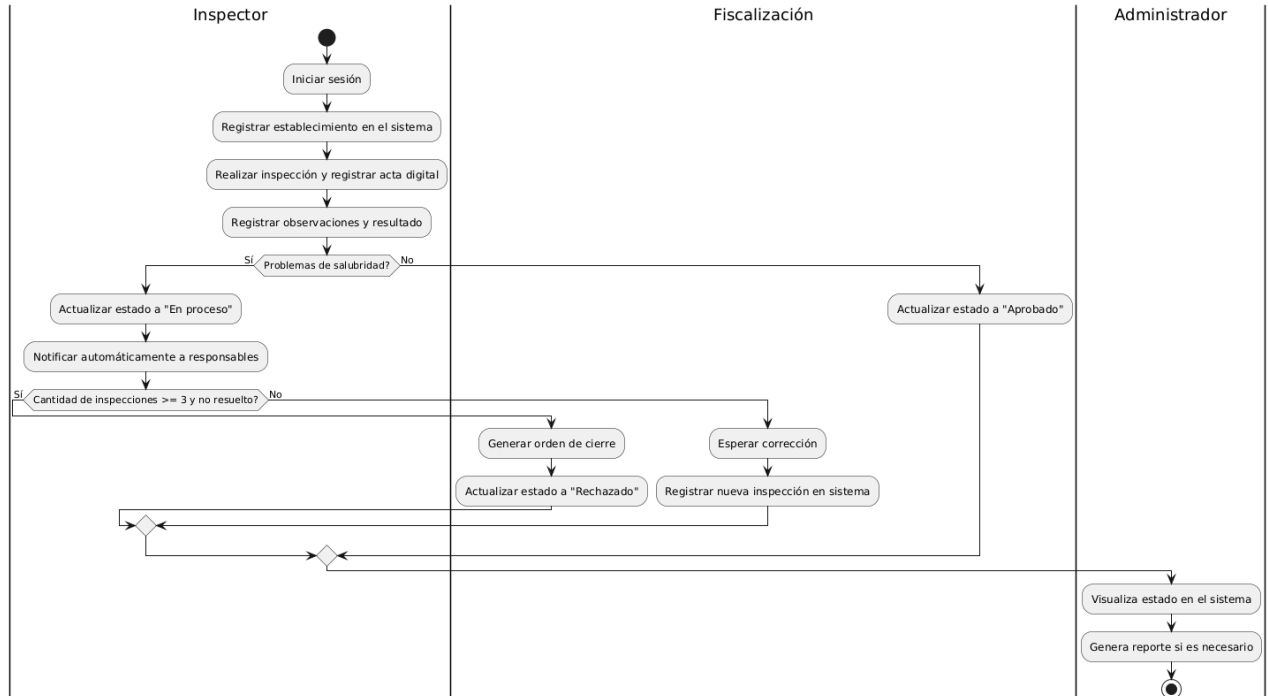 Inspector
Fiscalización
Administrador
Iniciar sesión
Registrar establecimiento en el sistema
Realizar inspección y registrar acta digital
Registrar observaciones y resultado
Sí
Problemas de salubridad?
No
Actualizar estado a "En proceso"
Actualizar estado a "Aprobado"
Notificar automáticamente a responsables
Sí
Cantidad de inspecciones >= 3 y no resuelto?
No
Generar orden de cierre
Esperar corrección
Actualizar estado a "Rechazado"
Registrar nueva inspección en sistema
Visualiza estado en el sistema
Genera reporte si es necesario